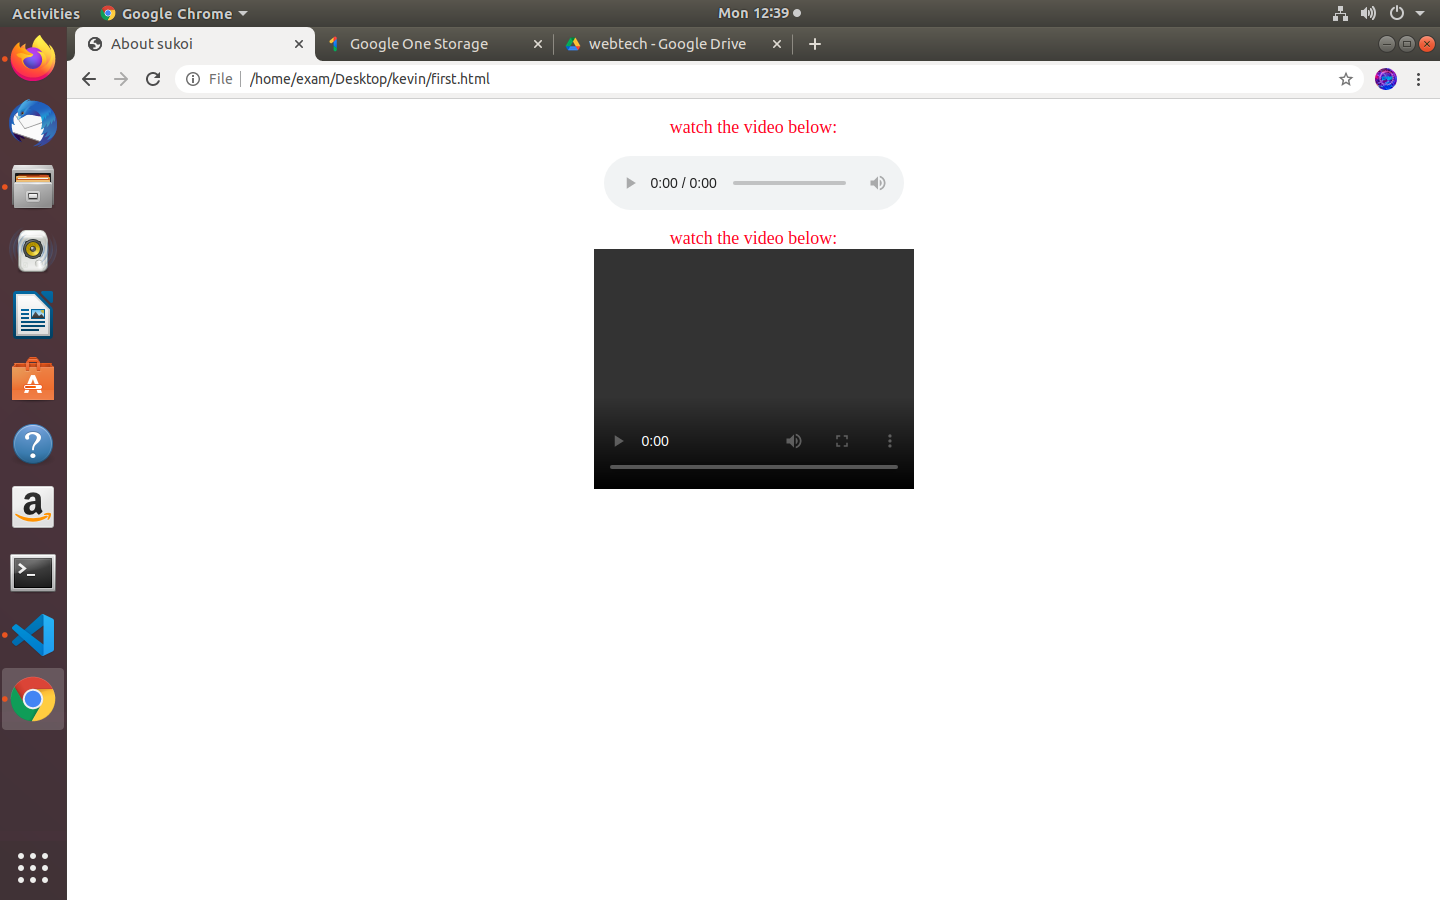 Activities
Google Chrome
Mon 12:39
About sukoi
Google One Storage
webtech - Google Drive
File
/home/exam/Desktop/kevin/first.html
watch the video below:
0:00 / 0:00
watch the video below:
0:00